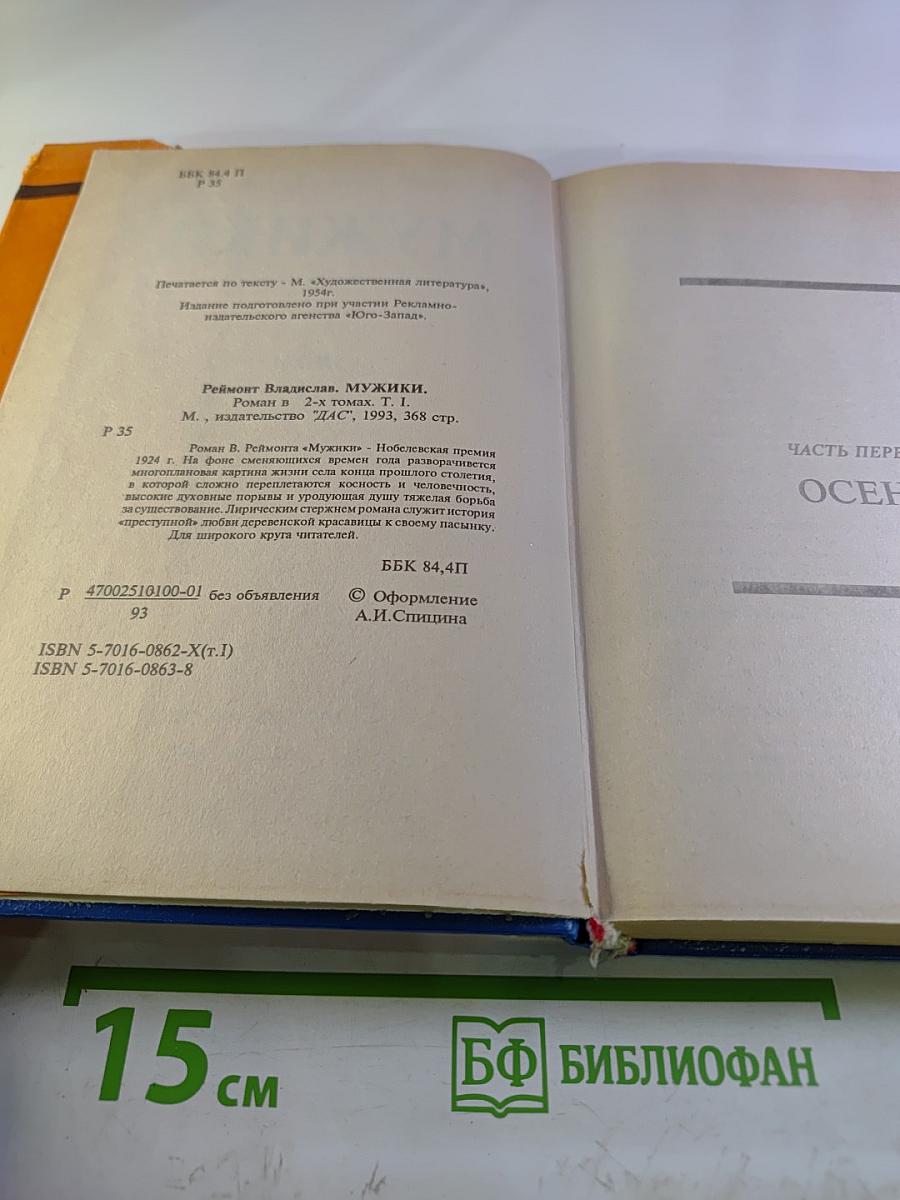 ББК 84.4 П
Р 35
Печатается по тексту - М. «Художественная литература»,
1954г.
Издание подготовлено при участии Рекламно-
издательского агенства «Юго-Запад».
Реймонт Владислав. МУЖИКИ.
Роман в 2-х томах. Т. I.
М. , издательство "ДАС", 1993, 368 стр.
Р 35
Роман В. Реймонта «Мужики» - Нобелевская премия
1924 г. На фоне сменяющихся времен года разворачивется
многоплановая картина жизни села конца прошлого столетия,
в которой сложно переплетаются косность и человечность,
высокие духовные порывы и уродующая душу тяжелая борьба
за существование. Лирическим стержнем романа служит история
«преступной» любви деревенской красавицы к своему пасынку.
Для широкого круга читателей.
ББК 84,4П
Р 47002510100-01 без объявления
93
© Оформление
А.И.Спицина
ISBN 5-7016-0862-X(т.I)
ISBN 5-7016-0863-8
ЧАСТЬ ПЕРВ
ОСЕН
15 см
БФ БИБЛИОФАН